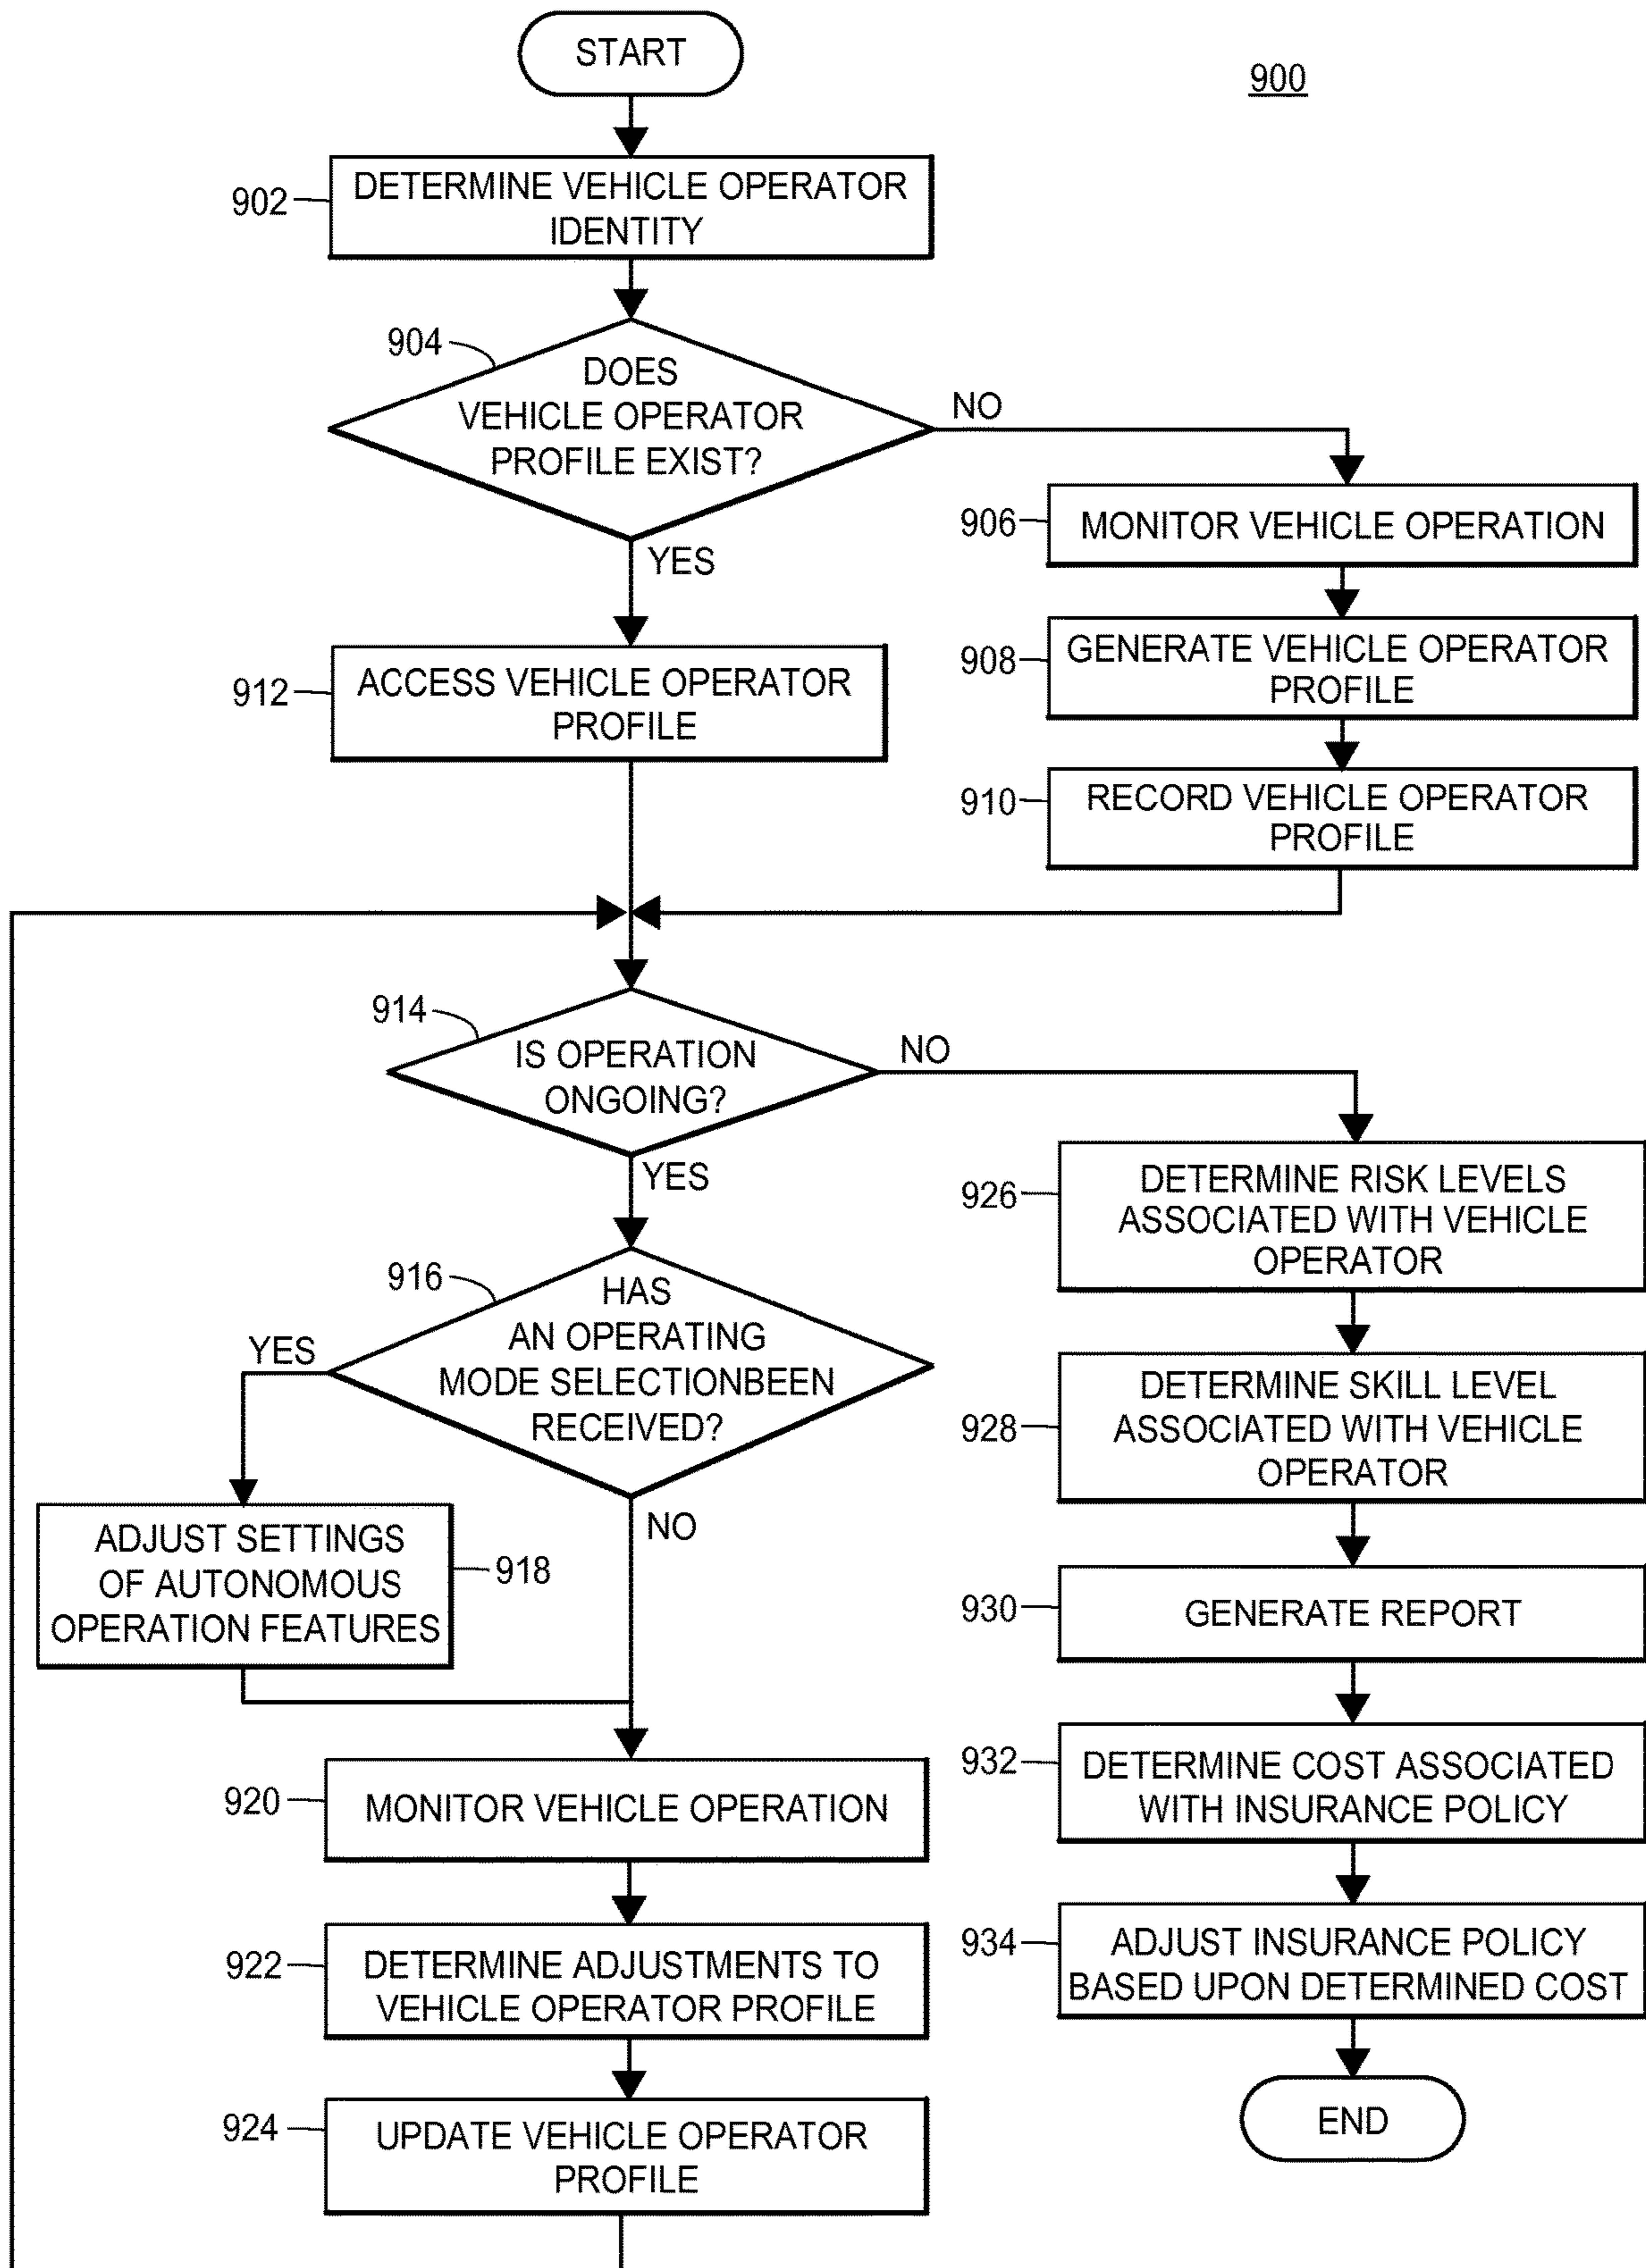 START
900
902
DETERMINE VEHICLE OPERATOR
IDENTITY
904
DOES
VEHICLE OPERATOR
PROFILE EXIST?
NO
YES
906
MONITOR VEHICLE OPERATION
908
GENERATE VEHICLE OPERATOR
PROFILE
910
RECORD VEHICLE OPERATOR
PROFILE
912
ACCESS VEHICLE OPERATOR
PROFILE
914
IS OPERATION
ONGOING?
NO
YES
916
HAS
AN OPERATING
MODE SELECTIONBEEN
RECEIVED?
YES
NO
ADJUST SETTINGS
OF AUTONOMOUS
OPERATION FEATURES
918
920
MONITOR VEHICLE OPERATION
922
DETERMINE ADJUSTMENTS TO
VEHICLE OPERATOR PROFILE
924
UPDATE VEHICLE OPERATOR
PROFILE
926
DETERMINE RISK LEVELS
ASSOCIATED WITH VEHICLE
OPERATOR
928
DETERMINE SKILL LEVEL
ASSOCIATED WITH VEHICLE
OPERATOR
930
GENERATE REPORT
932
DETERMINE COST ASSOCIATED
WITH INSURANCE POLICY
934
ADJUST INSURANCE POLICY
BASED UPON DETERMINED COST
END